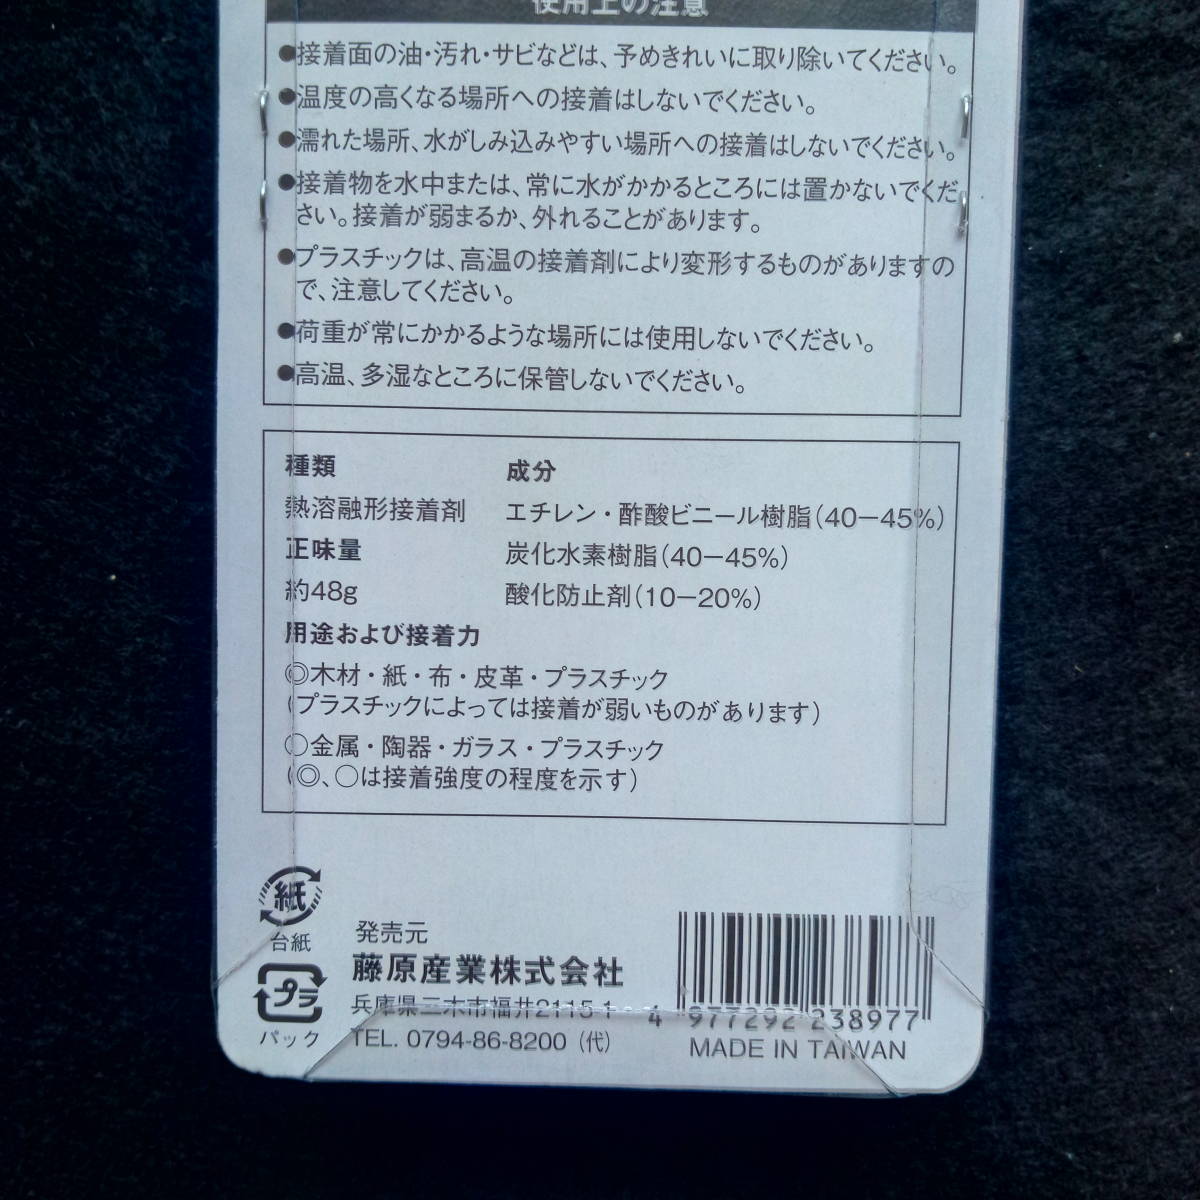 使用上の注意
●接着面の油・汚れ・サビなどは、予めきれいに取り除いてください。
●温度の高くなる場所への接着はしないでください。
●濡れた場所、水がしみ込みやすい場所への接着はしないでください。
●接着物を水中または、常に水がかかるところには置かないでくだ
さい。接着が弱まるか、外れることがあります。
●プラスチックは、高温の接着剤により変形するものがありますの
で、注意してください。
●荷重が常にかかるような場所には使用しないでください。
●高温、多湿なところに保管しないでください。
種類
熱溶融形接着剤
正味量
約48g
成分
エチレン・酢酸ビニール樹脂(40−45%)
炭化水素樹脂(40−45%)
酸化防止剤(10−20%)
用途および接着力
◎木材・紙・布・皮革・プラスチック
(プラスチックによっては接着が弱いものがあります)
○金属・陶器・ガラス・プラスチック
(◎、○は接着強度の程度を示す)
紙
台紙
プラ
パック
発売元
藤原産業株式会社
兵庫県三木市福井2115-1
TEL. 0794-86-8200 (代)
4 977292 238977
MADE IN TAIWAN